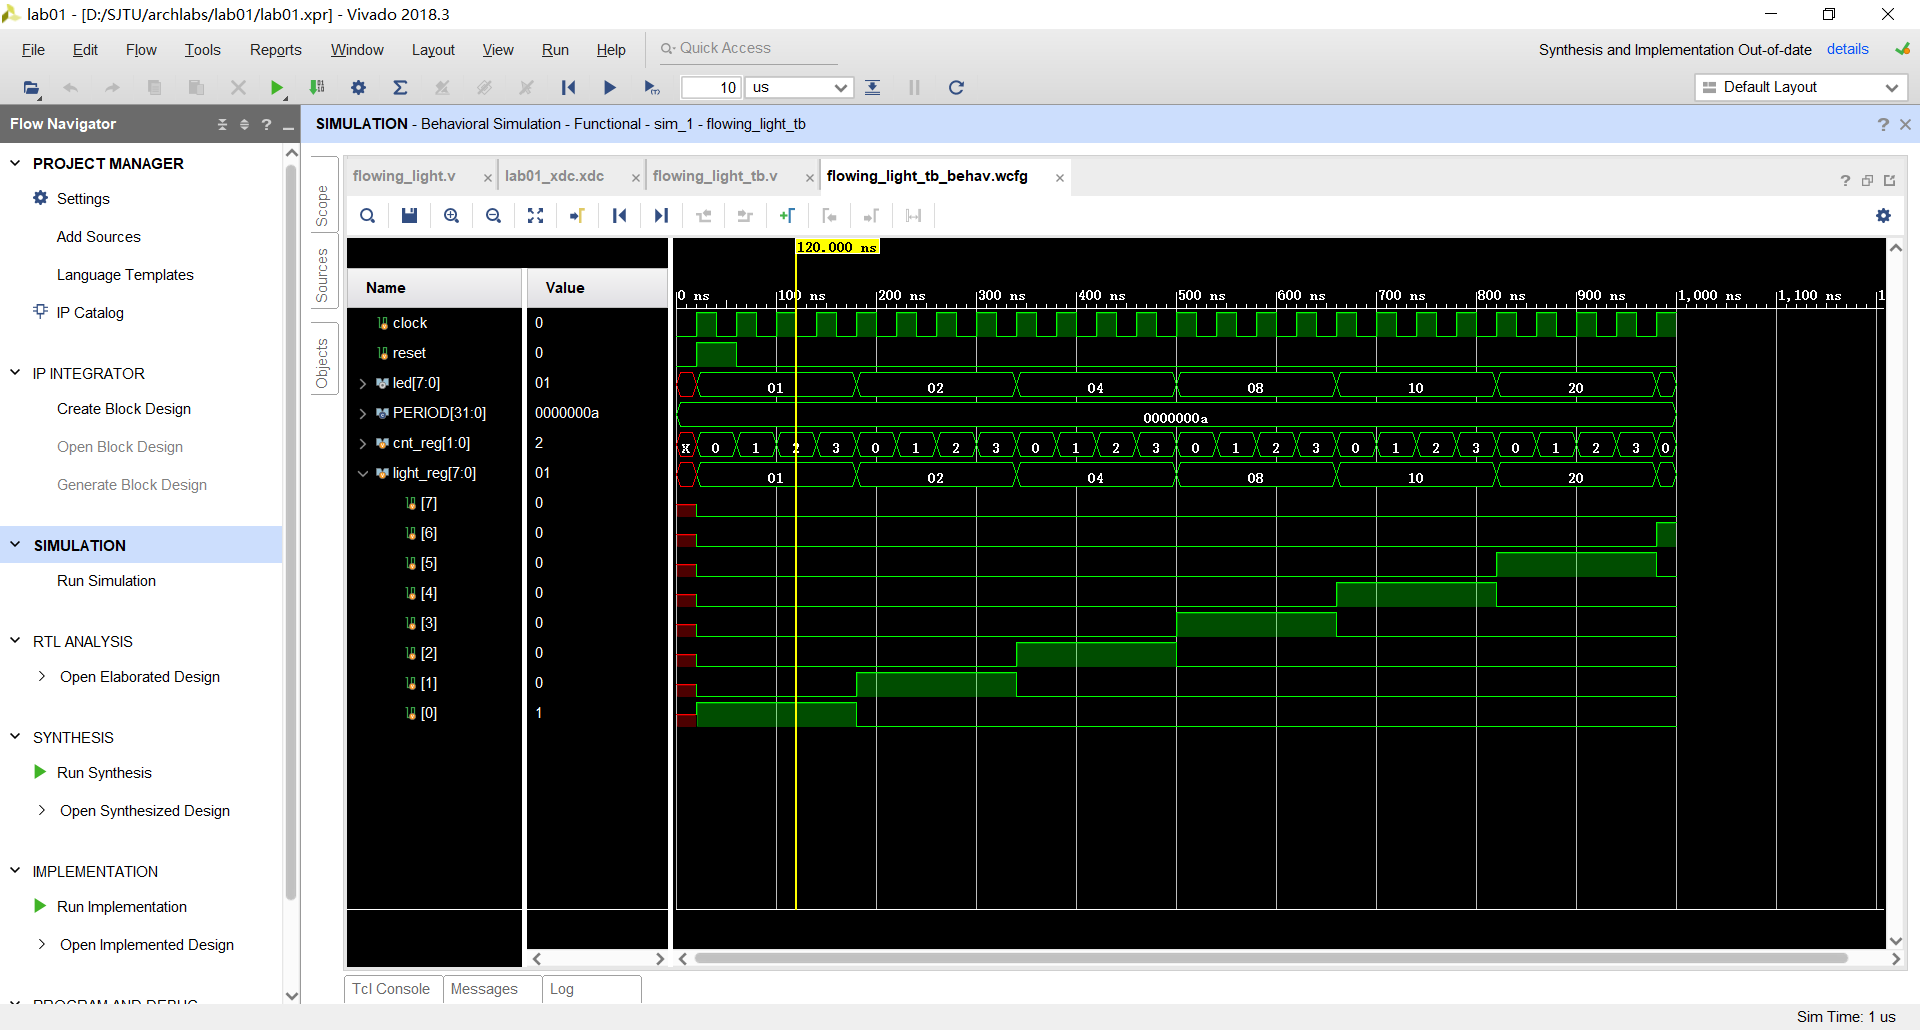 lab01 - [D:/SJTU/archlabs/lab01/lab01.xpr] - Vivado 2018.3
File Edit Flow Tools Reports Window Layout View Run Help Quick Access
Synthesis and Implementation Out-of-date details
10 us
Default Layout
Flow Navigator
SIMULATION - Behavioral Simulation - Functional - sim_1 - flowing_light_tb
PROJECT MANAGER
Settings
Add Sources
Language Templates
IP Catalog
IP INTEGRATOR
Create Block Design
Open Block Design
Generate Block Design
SIMULATION
Run Simulation
RTL ANALYSIS
Open Elaborated Design
SYNTHESIS
Run Synthesis
Open Synthesized Design
IMPLEMENTATION
Run Implementation
Open Implemented Design
PROGRAM AND DEBUG
Scope
Sources
Objects
flowing_light.v lab01_xdc.xdc flowing_light_tb.v flowing_light_tb_behav.wcfg
120.000 ns
Name Value
0 ns 100 ns 200 ns 300 ns 400 ns 500 ns 600 ns 700 ns 800 ns 900 ns 1,000 ns 1,100 ns 1
clock 0
reset 0
led[7:0] 01 01 02 04 08 10 20
PERIOD[31:0] 0000000a 0000000a
cnt_reg[1:0] 2 X 0 1 2 3 0 1 2 3 0 1 2 3 0 1 2 3 0 1 2 3 0 1 2 3 0
light_reg[7:0] 01 01 02 04 08 10 20
[7] 0
[6] 0
[5] 0
[4] 0
[3] 0
[2] 0
[1] 0
[0] 1
Tcl Console Messages Log
Sim Time: 1 us